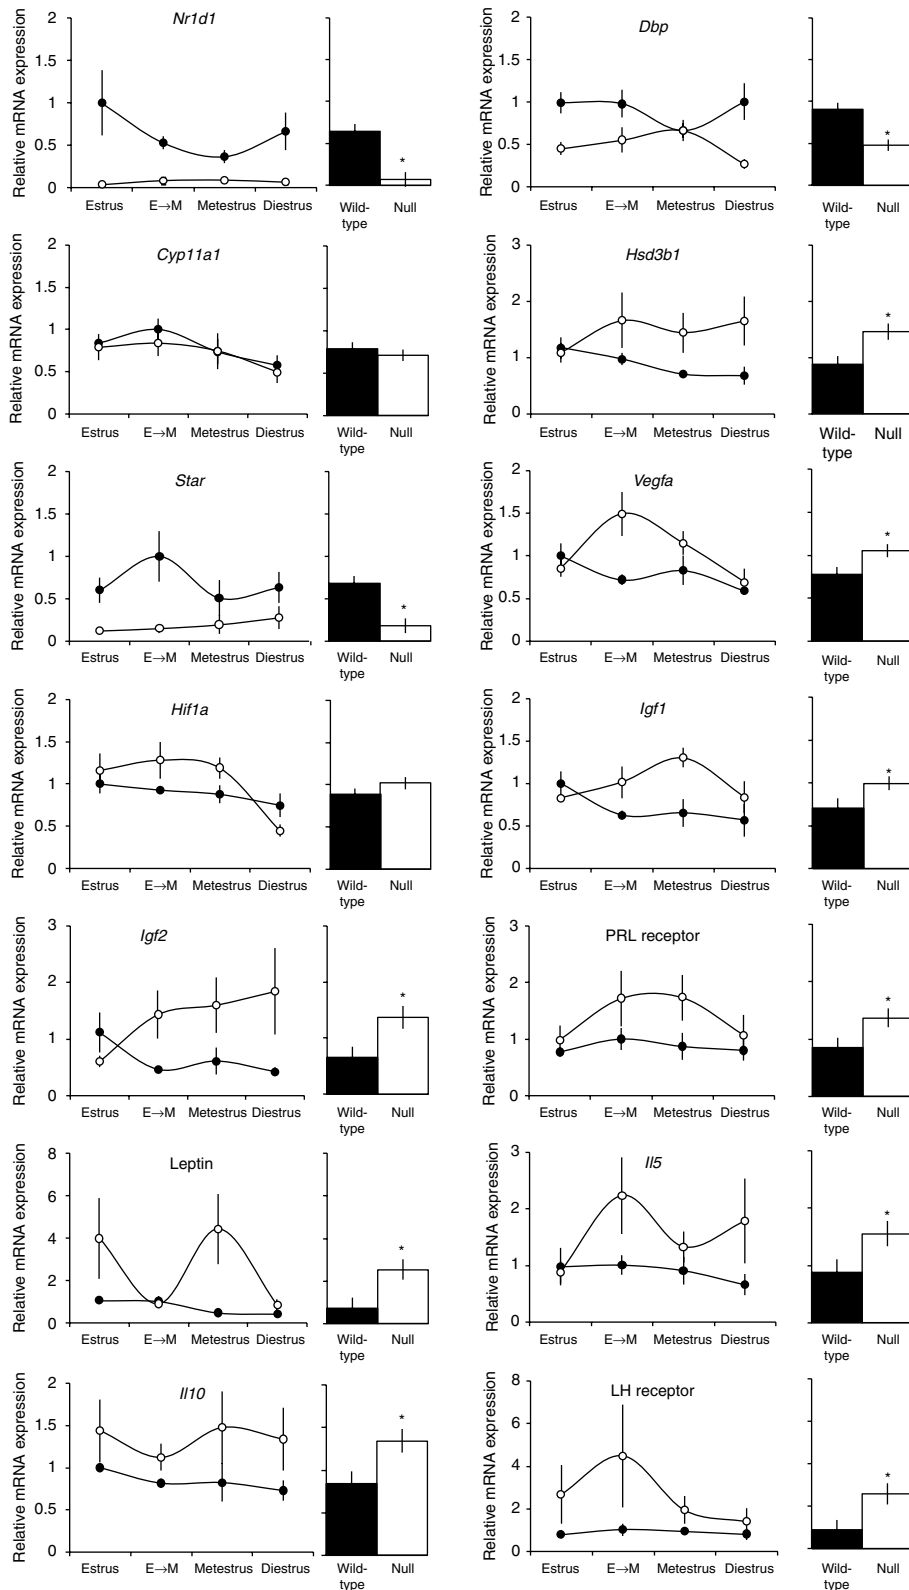 Nr1d1
Relative mRNA expression
2
1.5
1
0.5
0
Estrus E→M Metestrus Diestrus
*
Wild-type Null
Dbp
Relative mRNA expression
2
1.5
1
0.5
0
Estrus E→M Metestrus Diestrus
*
Wild-type Null
Cyp11a1
Relative mRNA expression
2
1.5
1
0.5
0
Estrus E→M Metestrus Diestrus
Wild-type Null
Hsd3b1
Relative mRNA expression
3
2
1
0
Estrus E→M Metestrus Diestrus
*
Wild-type Null
Star
Relative mRNA expression
2
1.5
1
0.5
0
Estrus E→M Metestrus Diestrus
*
Wild-type Null
Vegfa
Relative mRNA expression
2
1.5
1
0.5
0
Estrus E→M Metestrus Diestrus
*
Wild-type Null
Hif1a
Relative mRNA expression
2
1.5
1
0.5
0
Estrus E→M Metestrus Diestrus
Wild-type Null
Igf1
Relative mRNA expression
2
1.5
1
0.5
0
Estrus E→M Metestrus Diestrus
*
Wild-type Null
Igf2
Relative mRNA expression
3
2
1
0
Estrus E→M Metestrus Diestrus
*
Wild-type Null
PRL receptor
Relative mRNA expression
3
2
1
0
Estrus E→M Metestrus Diestrus
*
Wild-type Null
Leptin
Relative mRNA expression
8
6
4
2
0
Estrus E→M Metestrus Diestrus
*
Wild-type Null
Il5
Relative mRNA expression
3
2
1
0
Estrus E→M Metestrus Diestrus
*
Wild-type Null
Il10
Relative mRNA expression
2
1.5
1
0.5
0
Estrus E→M Metestrus Diestrus
*
Wild-type Null
LH receptor
Relative mRNA expression
8
6
4
2
0
Estrus E→M Metestrus Diestrus
*
Wild-type Null